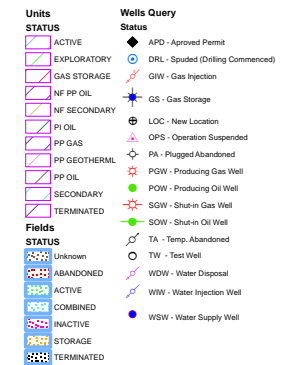 Units
STATUS
ACTIVE
EXPLORATORY
GAS STORAGE
NF PP OIL
NF SECONDARY
PI OIL
PP GAS
PP GEOTHERML
PP OIL
SECONDARY
TERMINATED
Fields
STATUS
Unknown
ABANDONED
ACTIVE
COMBINED
INACTIVE
STORAGE
TERMINATED
Wells Query
Status
APD - Aproved Permit
DRL - Spuded (Drilling Commenced)
GIW - Gas Injection
GS - Gas Storage
LOC - New Location
OPS - Operation Suspended
PA - Plugged Abandoned
PGW - Producing Gas Well
POW - Producing Oil Well
SGW - Shut-in Gas Well
SOW - Shut-in Oil Well
TA - Temp. Abandoned
TW - Test Well
WDW - Water Disposal
WIW - Water Injection Well
WSW - Water Supply Well